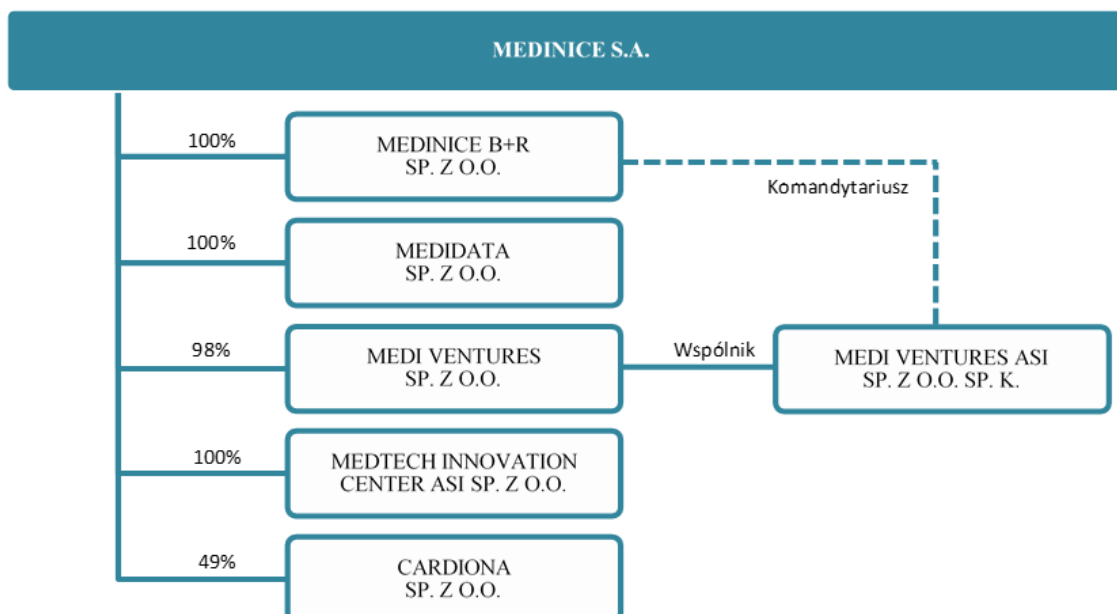 MEDINICE S.A.
100%
MEDINICE B+R
SP. Z O.O.
Komandytariusz
100%
MEDIDATA
SP. Z O.O.
98%
MEDI VENTURES
SP. Z O.O.
Wspólnik
MEDI VENTURES ASI
SP. Z O.O. SP. K.
100%
MEDTECH INNOVATION
CENTER ASI SP. Z O.O.
49%
CARDIONA
SP. Z O.O.